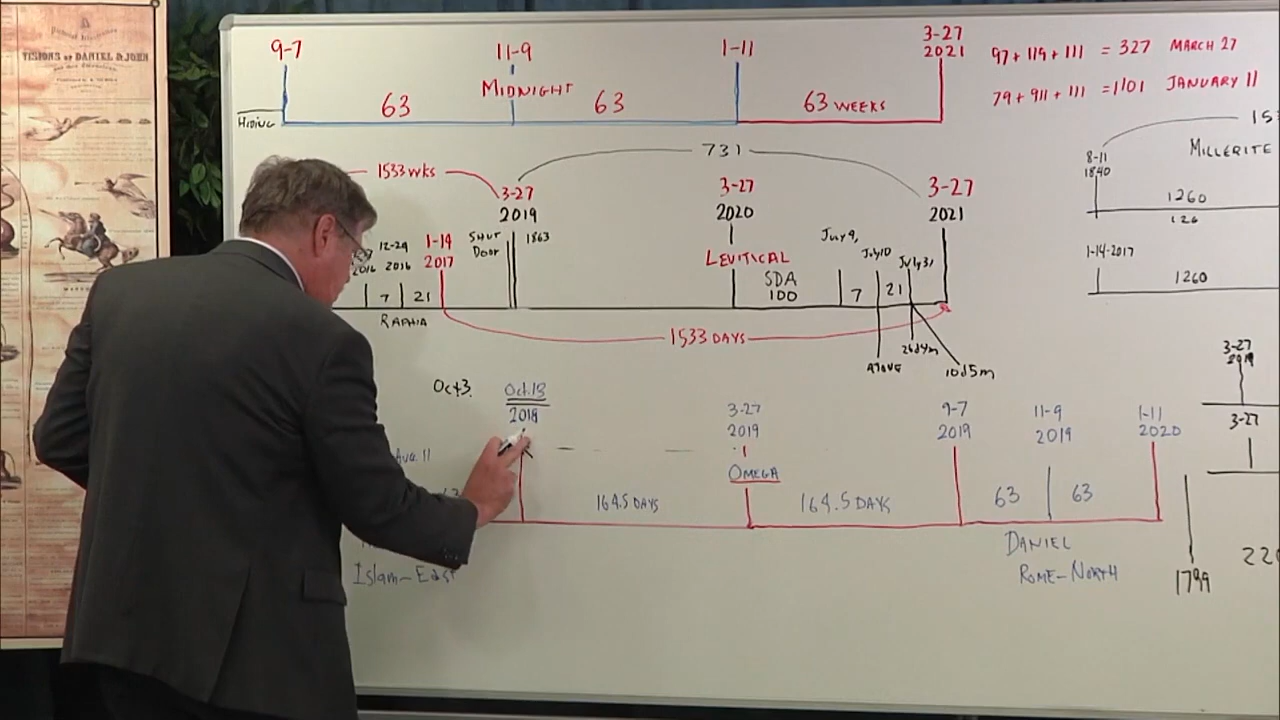 VISIONS OF DANIEL & JOHN
9-7
11-9
1-11
3-27
2021
MIDNIGHT
HIDING
63
63
63 WEEKS
97 + 119 + 111 = 327 MARCH 27
79 + 911 + 111 = 1101 JANUARY 11
8-11
1840
MILLERITE
1260
126
1-14-2017
1260
1533 WKS
731
3-27
2019
3-27
2020
3-27
2021
SHUT
DOOR
1863
LEVITICAL
SDA
100
12-29
2016
1-14
2017
2016
7
21
RAPHIA
July 9,
July 10
July 31
7
21
1533 DAYS
ATOVE
26d4m
10d5m
Oct 3.
Oct. 13
2018
3-27
2019
OMEGA
9-7
2019
11-9
2019
1-11
2020
Aug. 11
164.5 DAYS
164.5 DAYS
63
63
DANIEL
ROME-NORTH
Islam-East
3-27
2019
3-27
1799
220